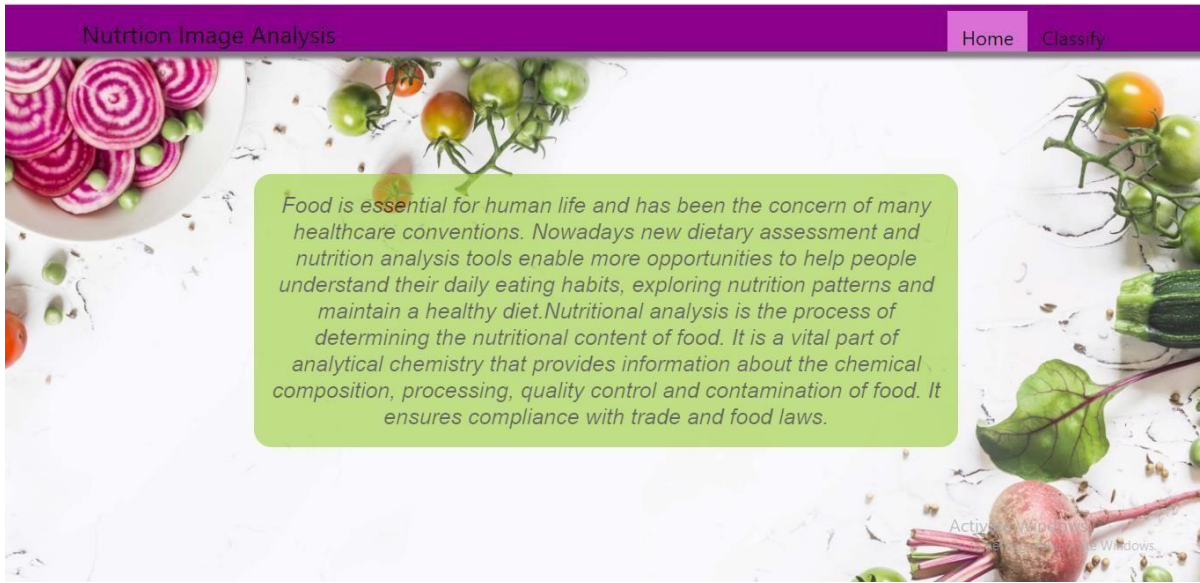 Nutrtion Image Analysis
Home Classify
Food is essential for human life and has been the concern of many
healthcare conventions. Nowadays new dietary assessment and
nutrition analysis tools enable more opportunities to help people
understand their daily eating habits, exploring nutrition patterns and
maintain a healthy diet.Nutritional analysis is the process of
determining the nutritional content of food. It is a vital part of
analytical chemistry that provides information about the chemical
composition, processing, quality control and contamination of food. It
ensures compliance with trade and food laws.
Activate Windows
Windows.